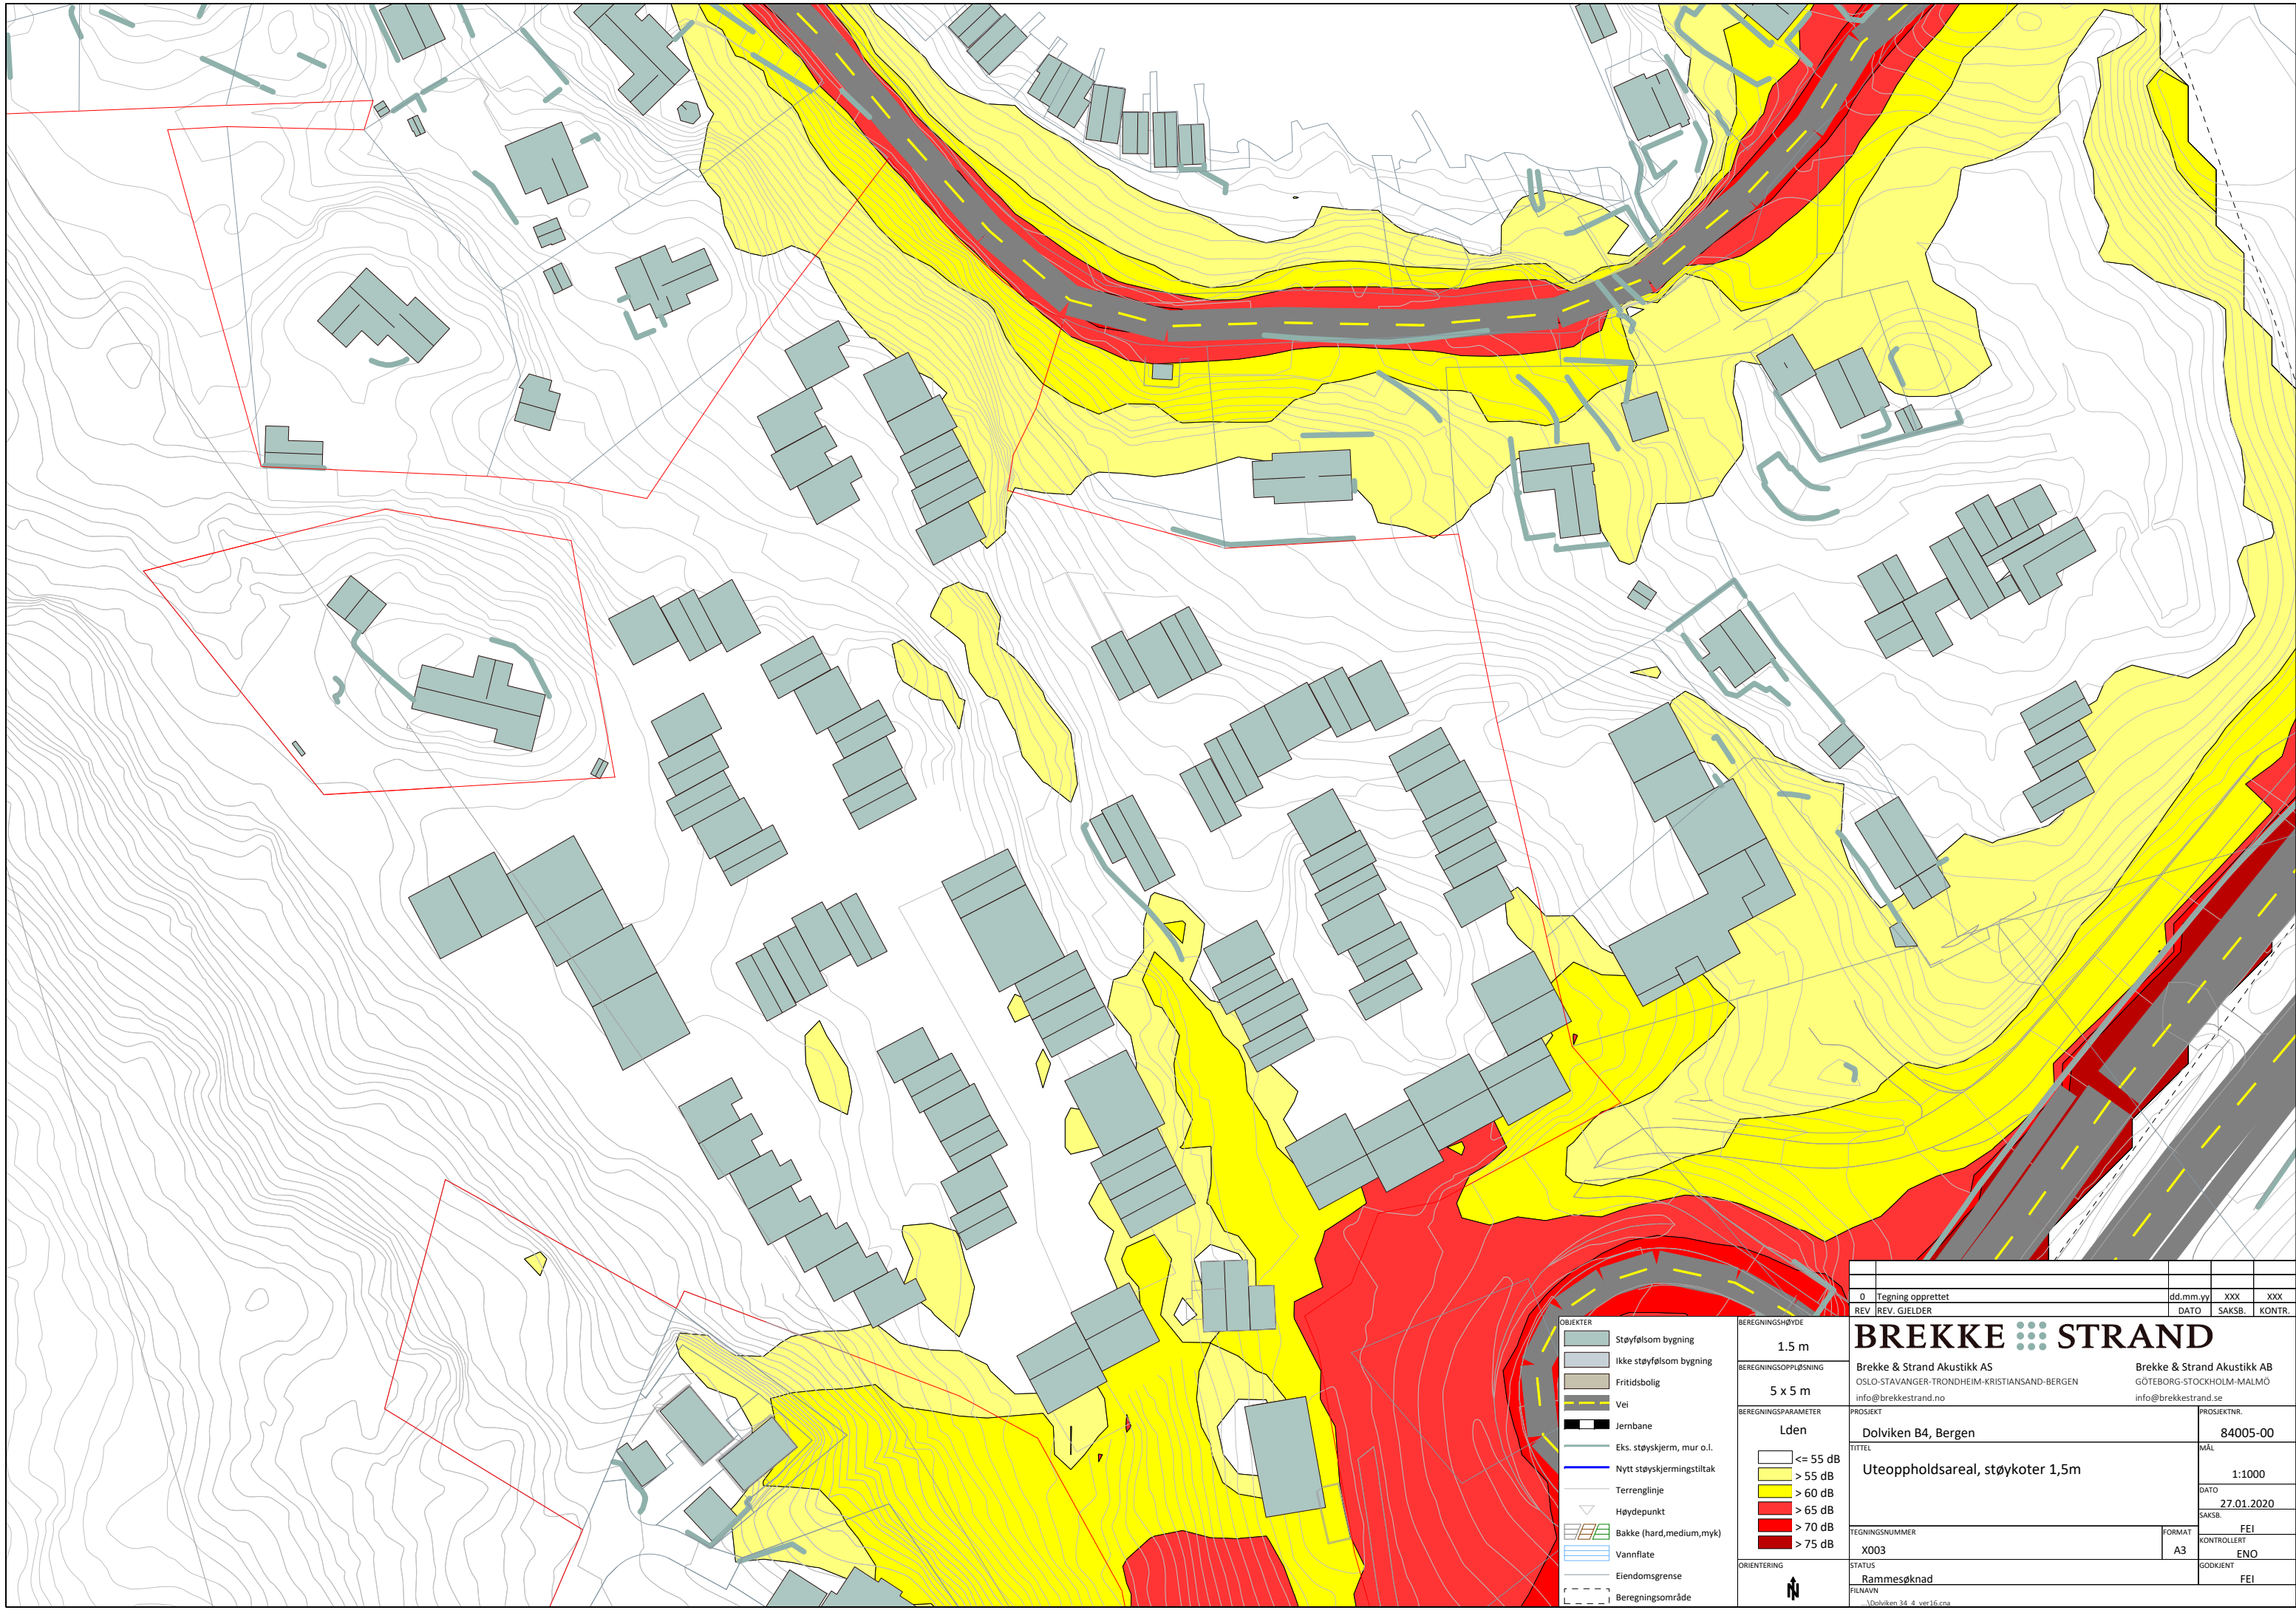 OBJEKTER
Støyfølsom bygning
Ikke støyfølsom bygning
Fritidsbolig
Vei
Jernbane
Eks. støyskjerm, mur o.l.
Nytt støyskjermingstiltak
Terrenglinje
Høydepunkt
Bakke (hard,medium,myk)
Vannflate
Eiendomsgrense
Beregningsområde
BEREGNINGSHØYDE
1.5 m
BEREGNINGSOPPLØSNING
5 x 5 m
BEREGNINGSPARAMETER
Lden
<= 55 dB
> 55 dB
> 60 dB
> 65 dB
> 70 dB
> 75 dB
ORIENTERING
N
0 Tegning opprettet dd.mm.yy XXX XXX
REV REV. GJELDER DATO SAKSB. KONTR.
BREKKE STRAND
Brekke & Strand Akustikk AS
OSLO-STAVANGER-TRONDHEIM-KRISTIANSAND-BERGEN
info@brekkestrand.no
Brekke & Strand Akustikk AB
GÖTEBORG-STOCKHOLM-MALMÖ
info@brekkestrand.se
PROSJEKT
Dolviken B4, Bergen
PROSJEKTNR.
84005-00
TITTEL
Uteoppholdsareal, støykoter 1,5m
MÅL
1:1000
DATO
27.01.2020
SAKSB.
FEI
TEGNINGSNUMMER
X003
FORMAT
A3
KONTROLLERT
ENO
STATUS
Rammesøknad
GODKJENT
FEI
FILNAVN
...\Dolviken 34_4_ver16.cna